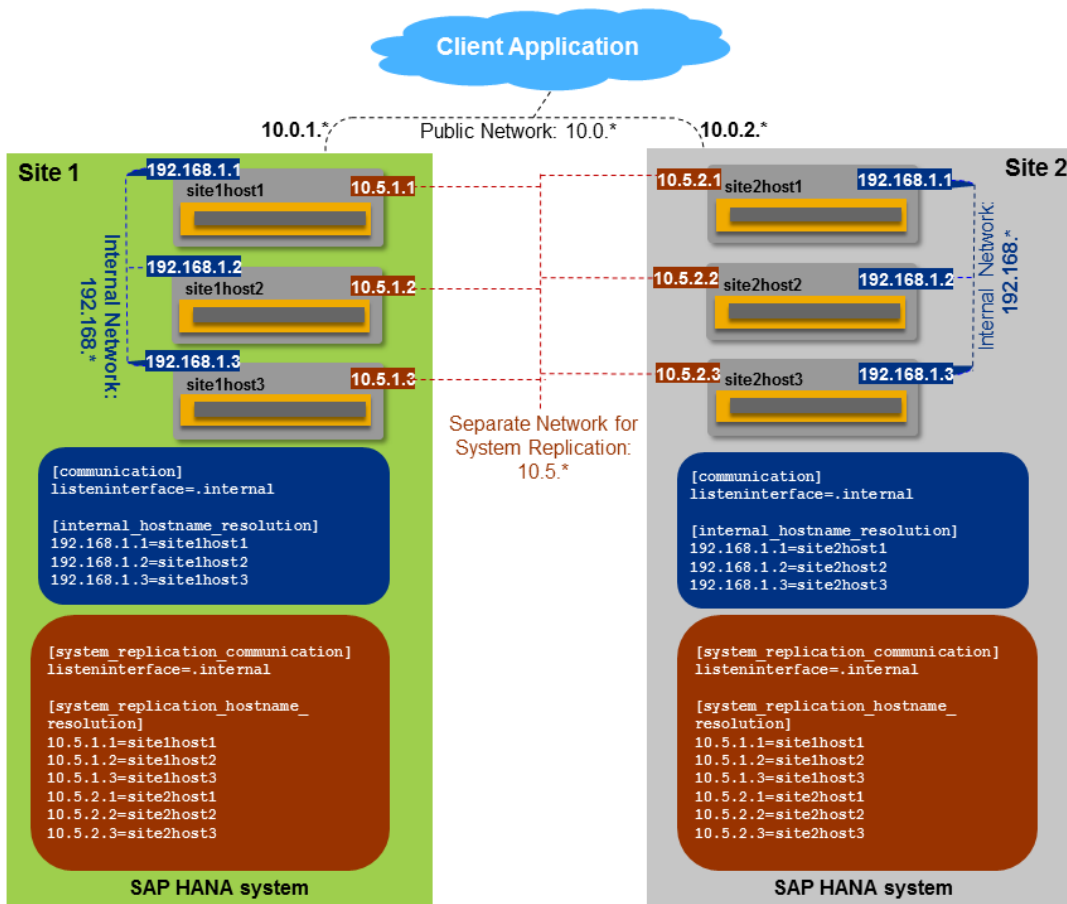 Client Application
10.0.1.*
Public Network: 10.0.*
10.0.2.*
Site 1
192.168.1.1
site1host1
10.5.1.1
192.168.1.2
site1host2
10.5.1.2
192.168.1.3
site1host3
10.5.1.3
Internal Network:
192.168.*
Separate Network for
System Replication:
10.5.*
Site 2
10.5.2.1
site2host1
192.168.1.1
10.5.2.2
site2host2
192.168.1.2
10.5.2.3
site2host3
192.168.1.3
Internal Network:
192.168.*
[communication]
listeninterface=.internal
[internal_hostname_resolution]
192.168.1.1=site1host1
192.168.1.2=site1host2
192.168.1.3=site1host3
[system_replication_communication]
listeninterface=.internal
[system_replication_hostname_
resolution]
10.5.1.1=site1host1
10.5.1.2=site1host2
10.5.1.3=site1host3
10.5.2.1=site2host1
10.5.2.2=site2host2
10.5.2.3=site2host3
SAP HANA system
[communication]
listeninterface=.internal
[internal_hostname_resolution]
192.168.1.1=site2host1
192.168.1.2=site2host2
192.168.1.3=site2host3
[system_replication_communication]
listeninterface=.internal
[system_replication_hostname_
resolution]
10.5.1.1=site1host1
10.5.1.2=site1host2
10.5.1.3=site1host3
10.5.2.1=site2host1
10.5.2.2=site2host2
10.5.2.3=site2host3
SAP HANA system